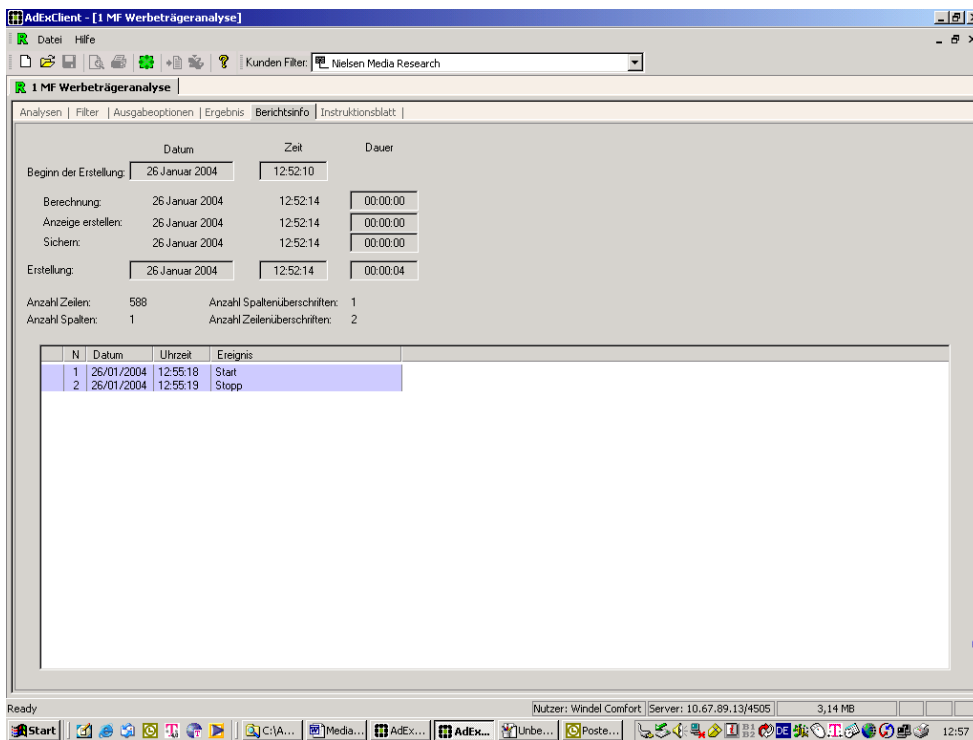 AdExClient - [1 MF Werbeträgeranalyse]
Datei Hilfe
Kunden Filter: Nielsen Media Research
1 MF Werbeträgeranalyse
Analysen | Filter | Ausgabeoptionen | Ergebnis Berichtsinfo | Instruktionsblatt |
Datum Zeit Dauer
Beginn der Erstellung: 26 Januar 2004 12:52:10
Berechnung: 26 Januar 2004 12:52:14 00:00:00
Anzeige erstellen: 26 Januar 2004 12:52:14 00:00:00
Sichern: 26 Januar 2004 12:52:14 00:00:00
Erstellung: 26 Januar 2004 12:52:14 00:00:04
Anzahl Zeilen: 588 Anzahl Spaltenüberschriften: 1
Anzahl Spalten: 1 Anzahl Zeilenüberschriften: 2
N Datum Uhrzeit Ereignis
1 26/01/2004 12:55:18 Start
2 26/01/2004 12:55:19 Stopp
Ready Nutzer: Windel Comfort Server: 10.67.89.13/4505 3,14 MB
Start C:\A... Media... AdEx... AdEx... Unbe... Poste... DE 12:57